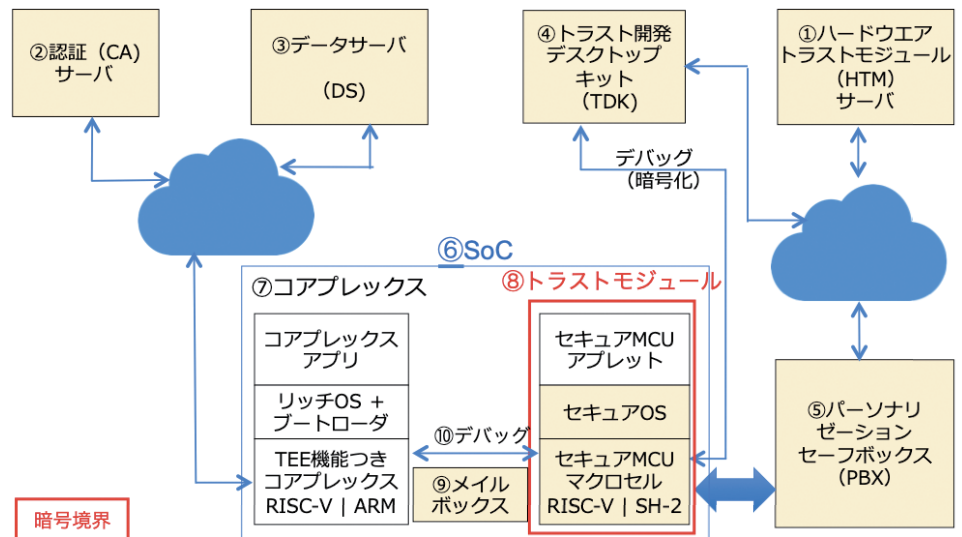 ②認証（CA)
サーバ
③データサーバ
（DS)
④トラスト開発
デスクトップ
キット
（TDK）
①ハードウエア
トラストモジュール
（HTM）
サーバ
デバッグ
（暗号化）
⑥SoC
⑦コアプレックス
⑧トラストモジュール
コアプレックス
アプリ
リッチOS +
ブートローダ
TEE機能つき
コアプレックス
RISC-V | ARM
⑩デバッグ
⑨メイル
ボックス
セキュアMCU
アプレット
セキュアOS
セキュアMCU
マクロセル
RISC-V | SH-2
⑤パーソナリ
ゼーション
セーフボックス
（PBX）
暗号境界